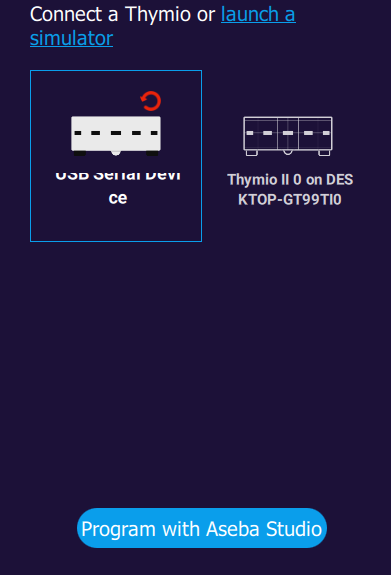 Connect a Thymio or launch a
simulator
USB Serial Devi
ce
Thymio II 0 on DES
KTOP-GT99TI0
Program with Aseba Studio